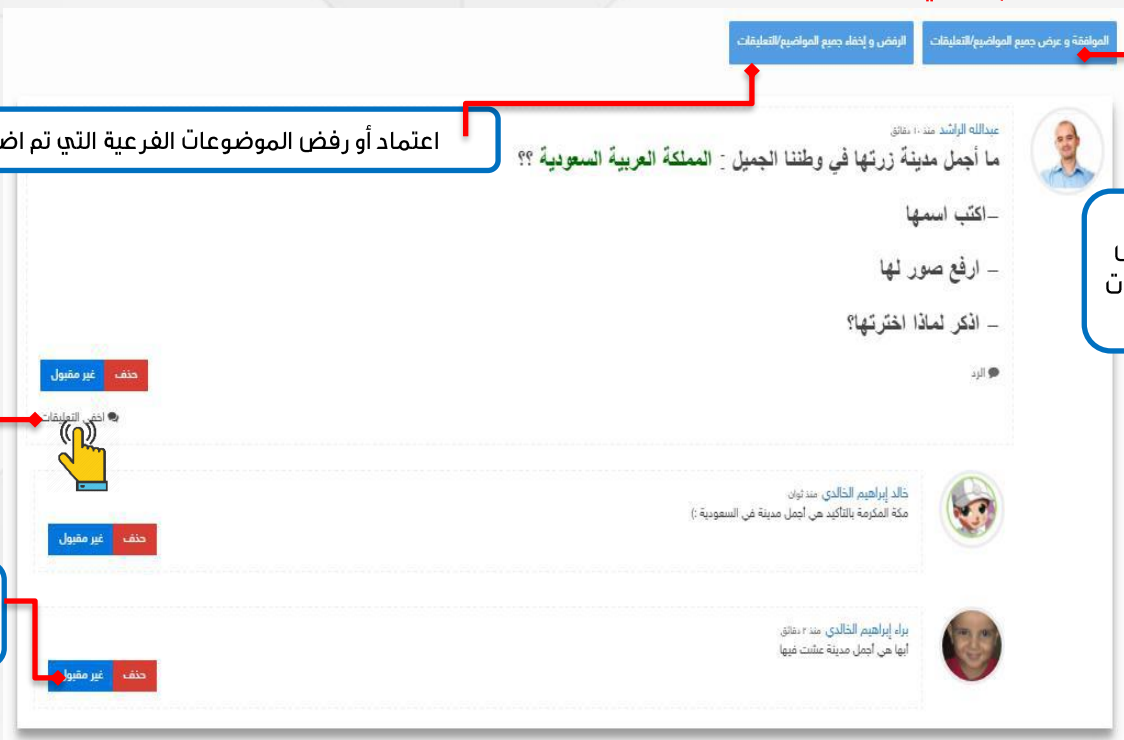 الموافقة و عرض جميع المواضيع/التعليقات
الرفض و إخفاء جميع المواضيع/التعليقات
اعتماد أو رفض الموضوعات الفرعية التي تم
عبدالله الراشد منذ ١٠ دقائق
ما أجمل مدينة زرتها في وطننا الجميل : المملكة العربية السعودية ؟؟
–اكتب اسمها
– ارفع صور لها
– اذكر لماذا اخترتها؟
حذف غير مقبول
الرد
اخفي التعليقات
خالد إبراهيم الخالدي منذ ثوان
مكة المكرمة بالتأكيد هي أجمل مدينة في السعودية :)
حذف غير مقبول
براء إبراهيم الخالدي منذ ٢ دقائق
أبها هي أجمل مدينة عشت فيها
حذف غير مقبول